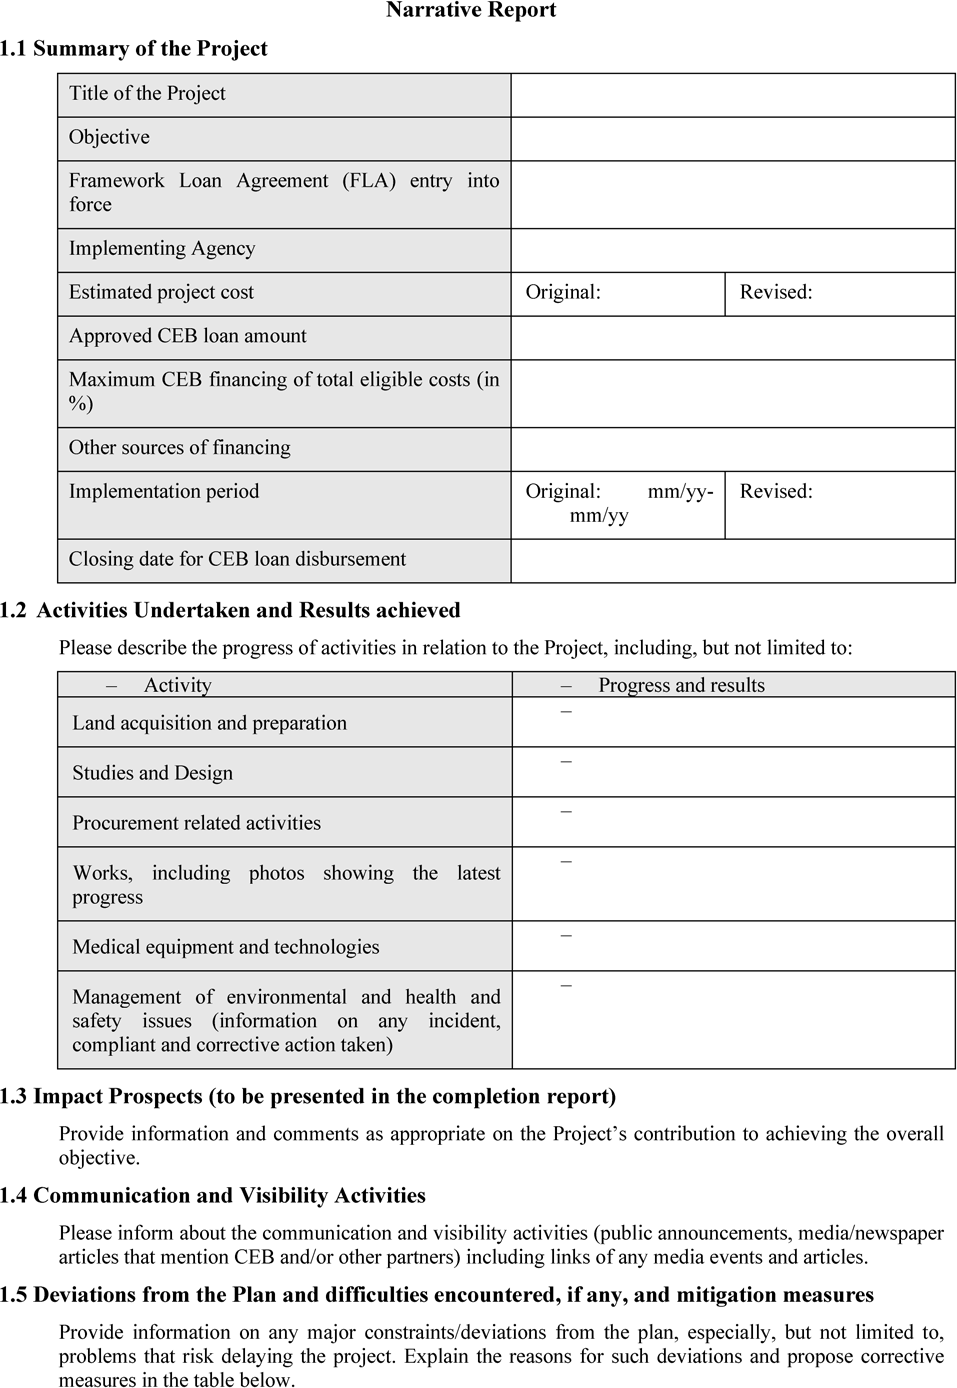 Narrative Report
1.1 Summary of the Project
Title of the Project
Objective
Framework Loan Agreement (FLA) entry into
force
Implementing Agency
Estimated project cost
Original:
Revised:
Approved CEB loan amount
Maximum CEB financing of total eligible costs (in
%)
Other sources of financing
Implementation period
Original: mm/yy-
mm/yy
Revised:
Closing date for CEB loan disbursement
1.2 Activities Undertaken and Results achieved
Please describe the progress of activities in relation to the Project, including, but not limited to:
– Activity
– Progress and results
Land acquisition and preparation
–
Studies and Design
–
Procurement related activities
–
Works, including photos showing the latest
progress
–
Medical equipment and technologies
–
Management of environmental and health and
safety issues (information on any incident,
compliant and corrective action taken)
–
1.3 Impact Prospects (to be presented in the completion report)
Provide information and comments as appropriate on the Project’s contribution to achieving the overall
objective.
1.4 Communication and Visibility Activities
Please inform about the communication and visibility activities (public announcements, media/newspaper
articles that mention CEB and/or other partners) including links of any media events and articles.
1.5 Deviations from the Plan and difficulties encountered, if any, and mitigation measures
Provide information on any major constraints/deviations from the plan, especially, but not limited to,
problems that risk delaying the project. Explain the reasons for such deviations and propose corrective
measures in the table below.